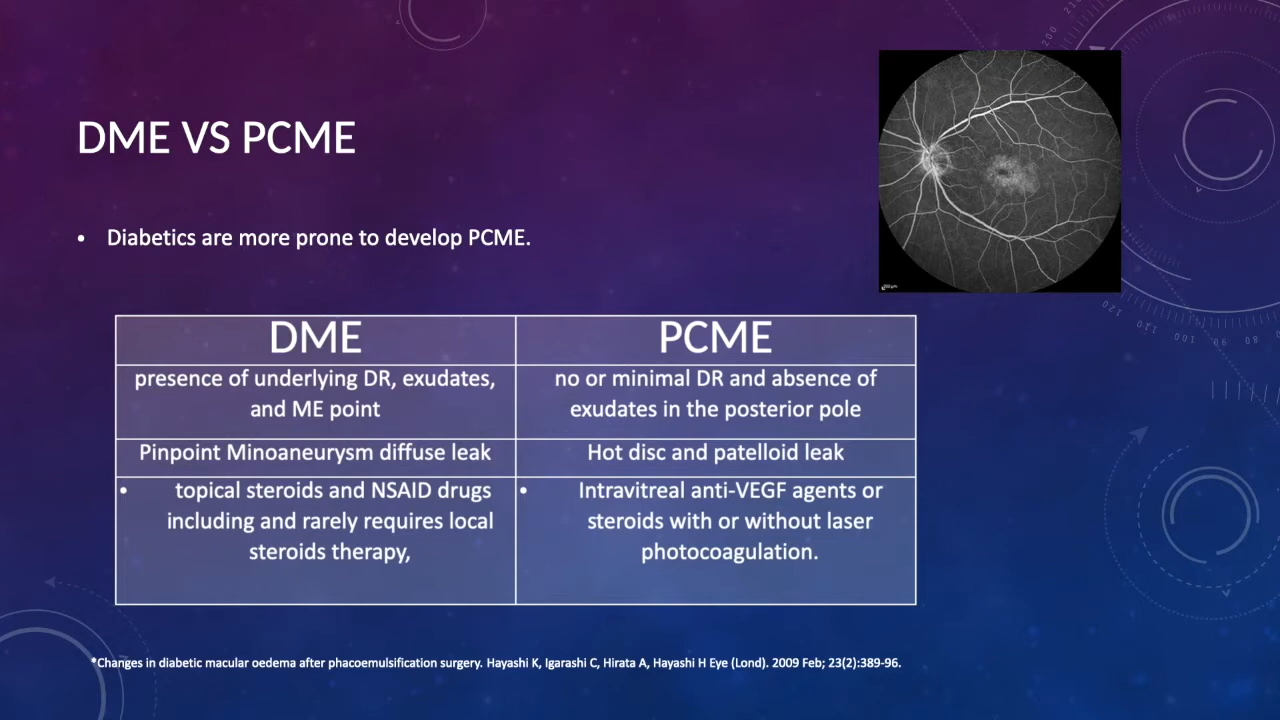 DME VS PCME
• Diabetics are more prone to develop PCME.
DME
PCME
presence of underlying DR, exudates,
and ME point
no or minimal DR and absence of
exudates in the posterior pole
Pinpoint Minoaneurysm diffuse leak
Hot disc and patelloid leak
• topical steroids and NSAID drugs
including and rarely requires local
steroids therapy,
• Intravitreal anti-VEGF agents or
steroids with or without laser
photocoagulation.
*Changes in diabetic macular oedema after phacoemulsification surgery. Hayashi K, Igarashi C, Hirata A, Hayashi H Eye (Lond). 2009 Feb; 23(2):389-96.